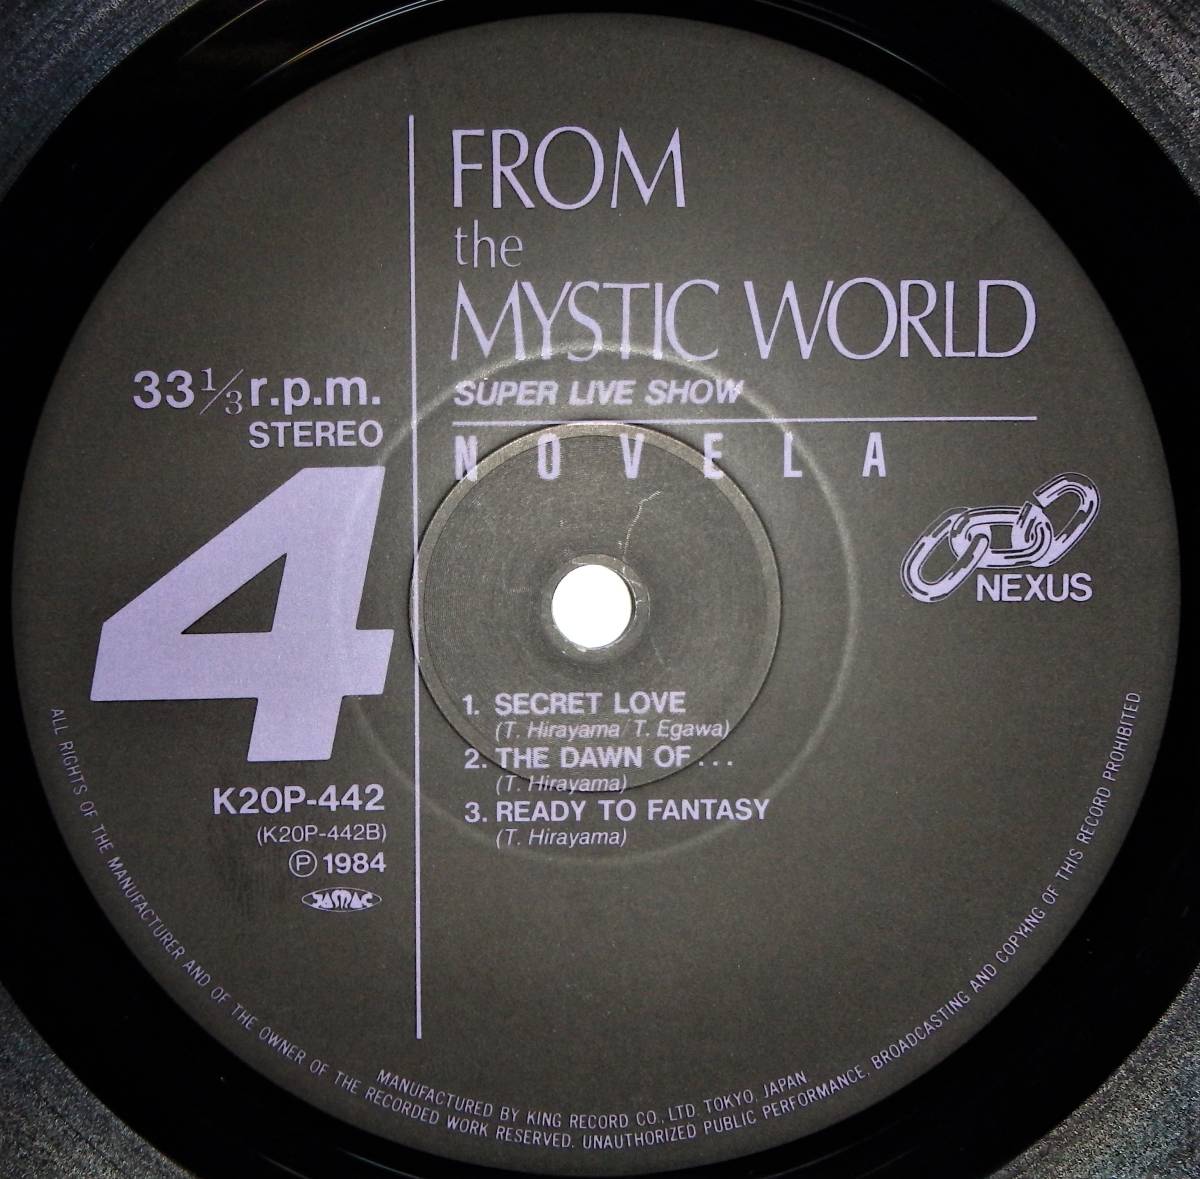 FROM
the
MYSTIC WORLD
SUPER LIVE SHOW
NOVELA
33 1/3 r.p.m.
STEREO
4
NEXUS
1. SECRET LOVE
(T. Hirayama/T. Egawa)
2. THE DAWN OF...
(T. Hirayama)
3. READY TO FANTASY
(T. Hirayama)
K20P-442
(K20P-442B)
Ⓟ 1984
JASRAC
MANUFACTURED BY KING RECORD CO., LTD. TOKYO, JAPAN
ALL RIGHTS OF THE MANUFACTURER AND OF THE OWNER OF THE RECORDED WORK RESERVED. UNAUTHORIZED PUBLIC PERFORMANCE, BROADCASTING AND COPYING OF THIS RECORD PROHIBITED